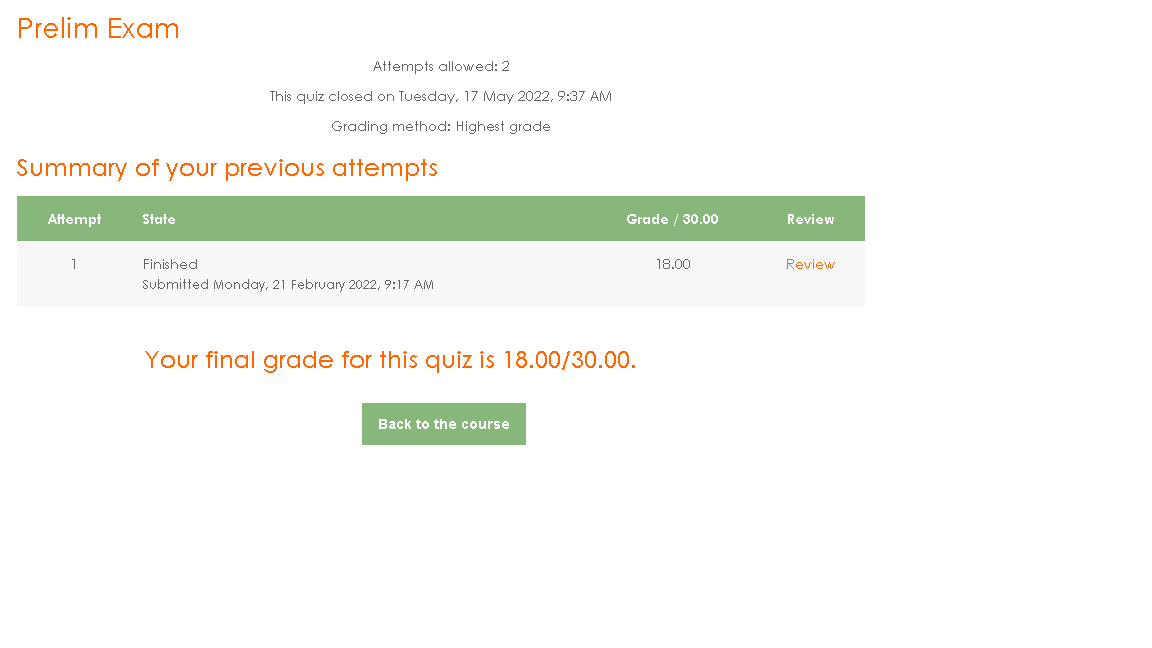 Prelim Exam
Attempts allowed: 2
This quiz closed on Tuesday, 17 May 2022, 9:37 AM
Grading method: Highest grade
Summary of your previous attempts
Attempt State Grade / 30.00 Review
1 Finished 18.00 Review
Submitted Monday, 21 February 2022, 9:17 AM
Your final grade for this quiz is 18.00/30.00.
Back to the course